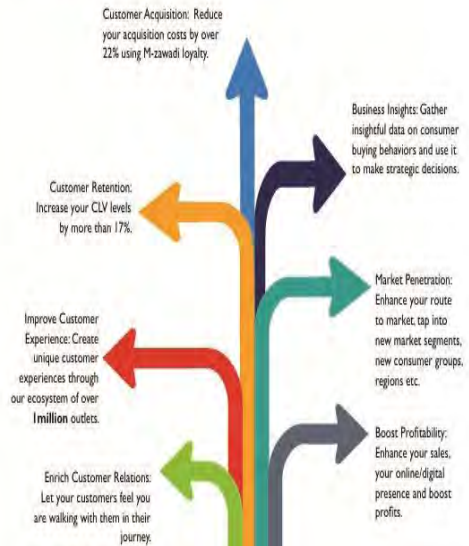 Customer Acquisition: Reduce
your acquisition costs by over
22% using M-zawadi loyalty.
Business Insights: Gather
insightful data on consumer
buying behaviors and use it
to make strategic decisions.
Customer Retention:
Increase your CLV levels
by more than 17%.
Market Penetration:
Enhance your route
to market, tap into
new market segments,
new consumer groups,
regions etc.
Improve Customer
Experience: Create
unique customer
experiences through
our ecosystem of over
1million outlets.
Boost Profitability:
Enhance your sales,
your online/digital
presence and boost
profits.
Enrich Customer Relations:
Let your customers feel you
are walking with them in their
journey.